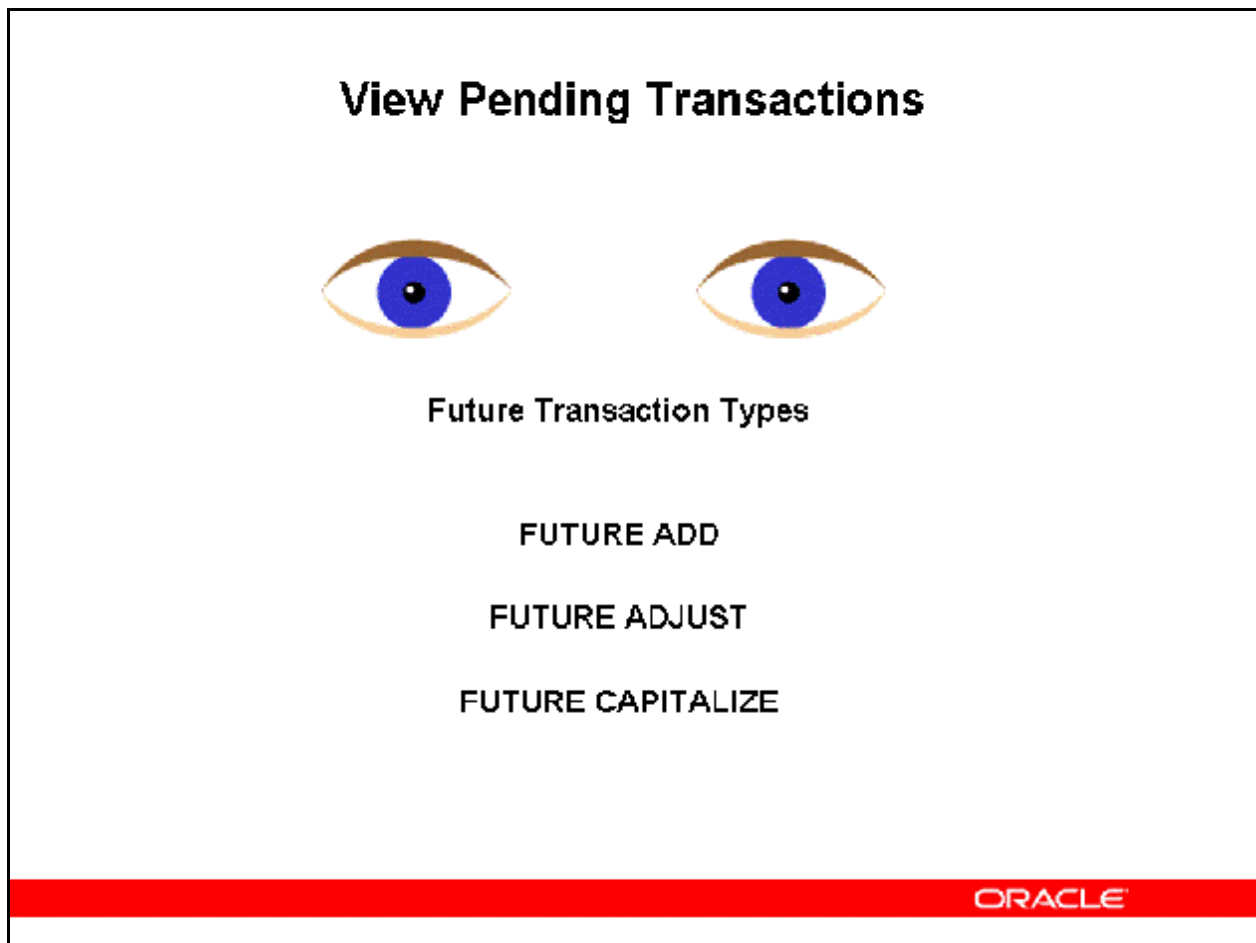 View Pending Transactions
Future Transaction Types
FUTURE ADD
FUTURE ADJUST
FUTURE CAPITALIZE
ORACLE